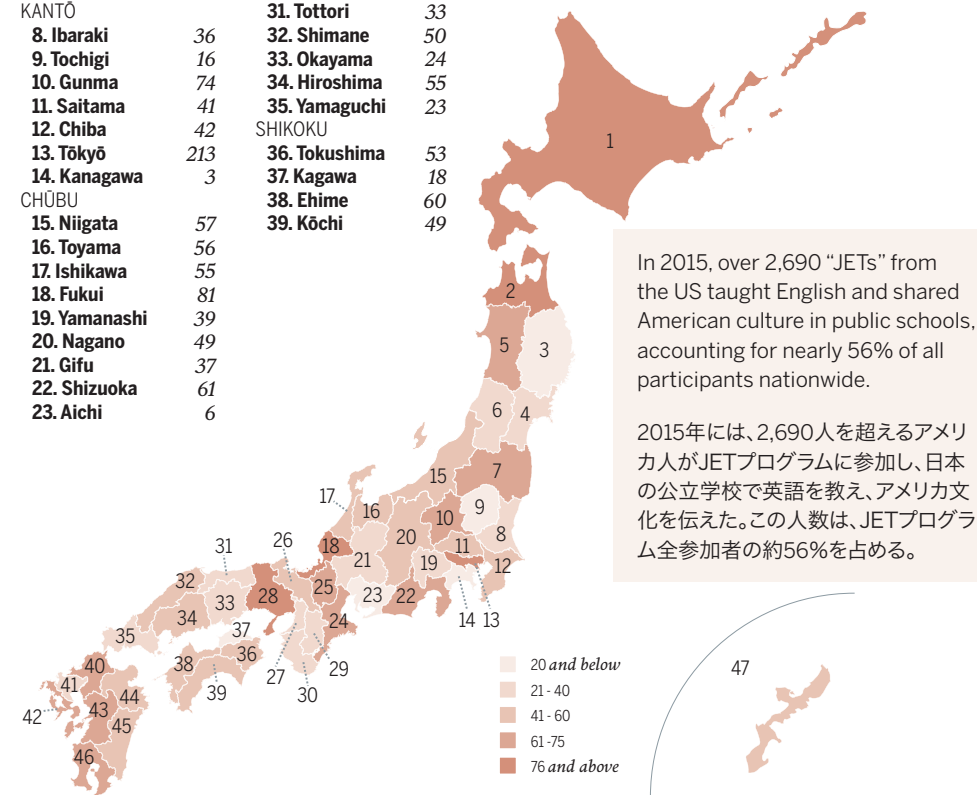 KANTŌ
8. Ibaraki 36
9. Tochigi 16
10. Gunma 74
11. Saitama 41
12. Chiba 42
13. Tōkyō 213
14. Kanagawa 3
CHŪBU
15. Niigata 57
16. Toyama 56
17. Ishikawa 55
18. Fukui 81
19. Yamanashi 39
20. Nagano 49
21. Gifu 37
22. Shizuoka 61
23. Aichi 6
31. Tottori 33
32. Shimane 50
33. Okayama 24
34. Hiroshima 55
35. Yamaguchi 23
SHIKOKU
36. Tokushima 53
37. Kagawa 18
38. Ehime 60
39. Kōchi 49
In 2015, over 2,690 “JETs” from
the US taught English and shared
American culture in public schools,
accounting for nearly 56% of all
participants nationwide.
2015年には、2,690人を超えるアメリ
カ人がJETプログラムに参加し、日本
の公立学校で英語を教え、アメリカ文
化を伝えた。この人数は、JETプログラ
ム全参加者の約56%を占める。
1
2
3
5
6
4
7
15
17
16
10
9
8
20
11
12
18
21
19
26
31
32
25
23
22
28
33
34
24
14
13
35
37
36
38
27
29
30
39
40
41
42
44
43
45
46
47
20 and below
21 - 40
41 - 60
61 -75
76 and above